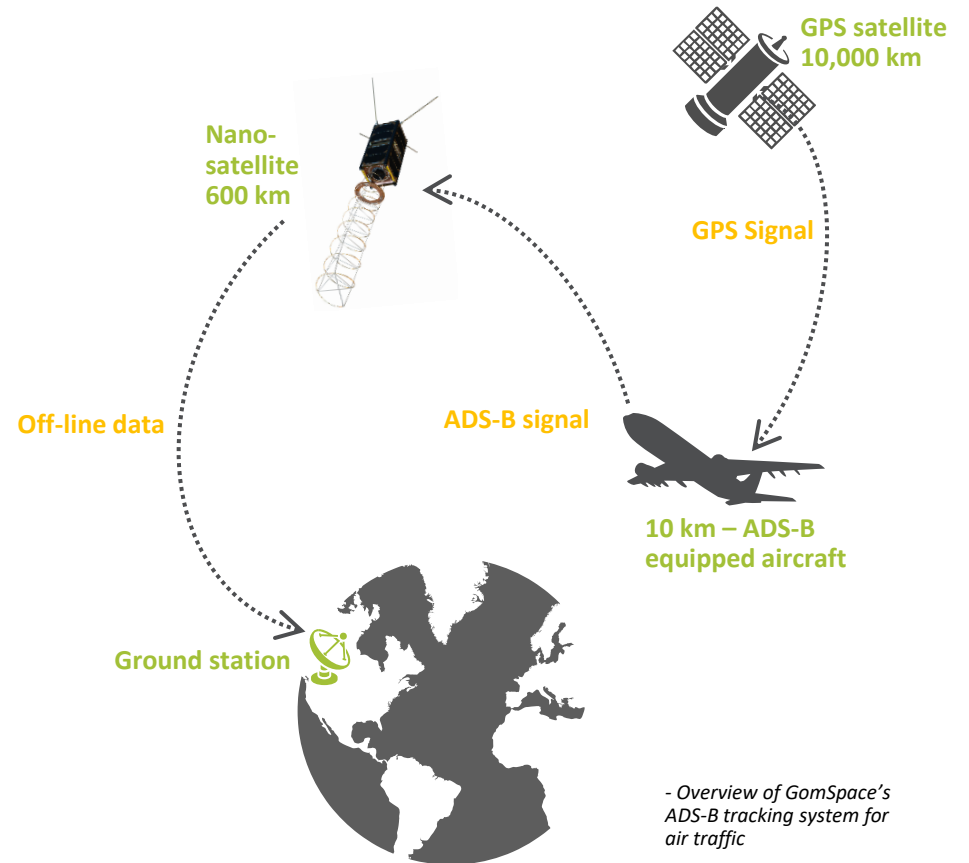 GPS satellite
10,000 km
Nano-
satellite
600 km
GPS Signal
ADS-B signal
Off-line data
10 km – ADS-B
equipped aircraft
Ground station
- Overview of GomSpace's
ADS-B tracking system for
air traffic